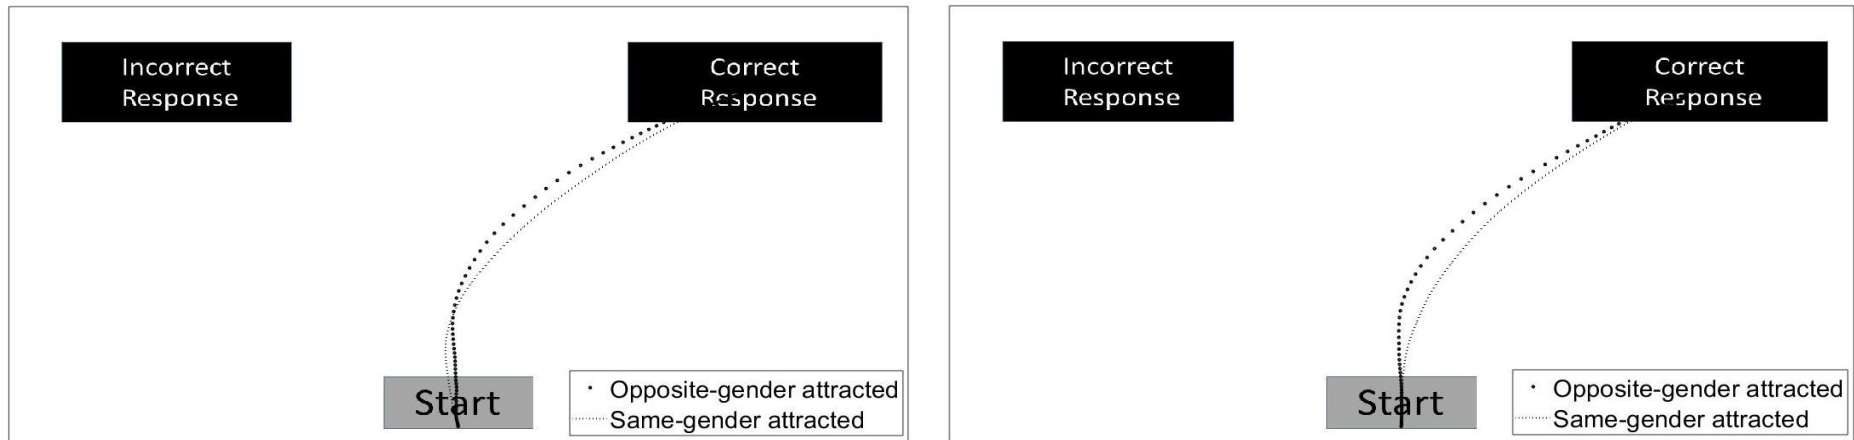 Incorrect
Response
Correct
Response
Start
Opposite-gender attracted
Same-gender attracted
Incorrect
Response
Correct
Response
Start
Opposite-gender attracted
Same-gender attracted